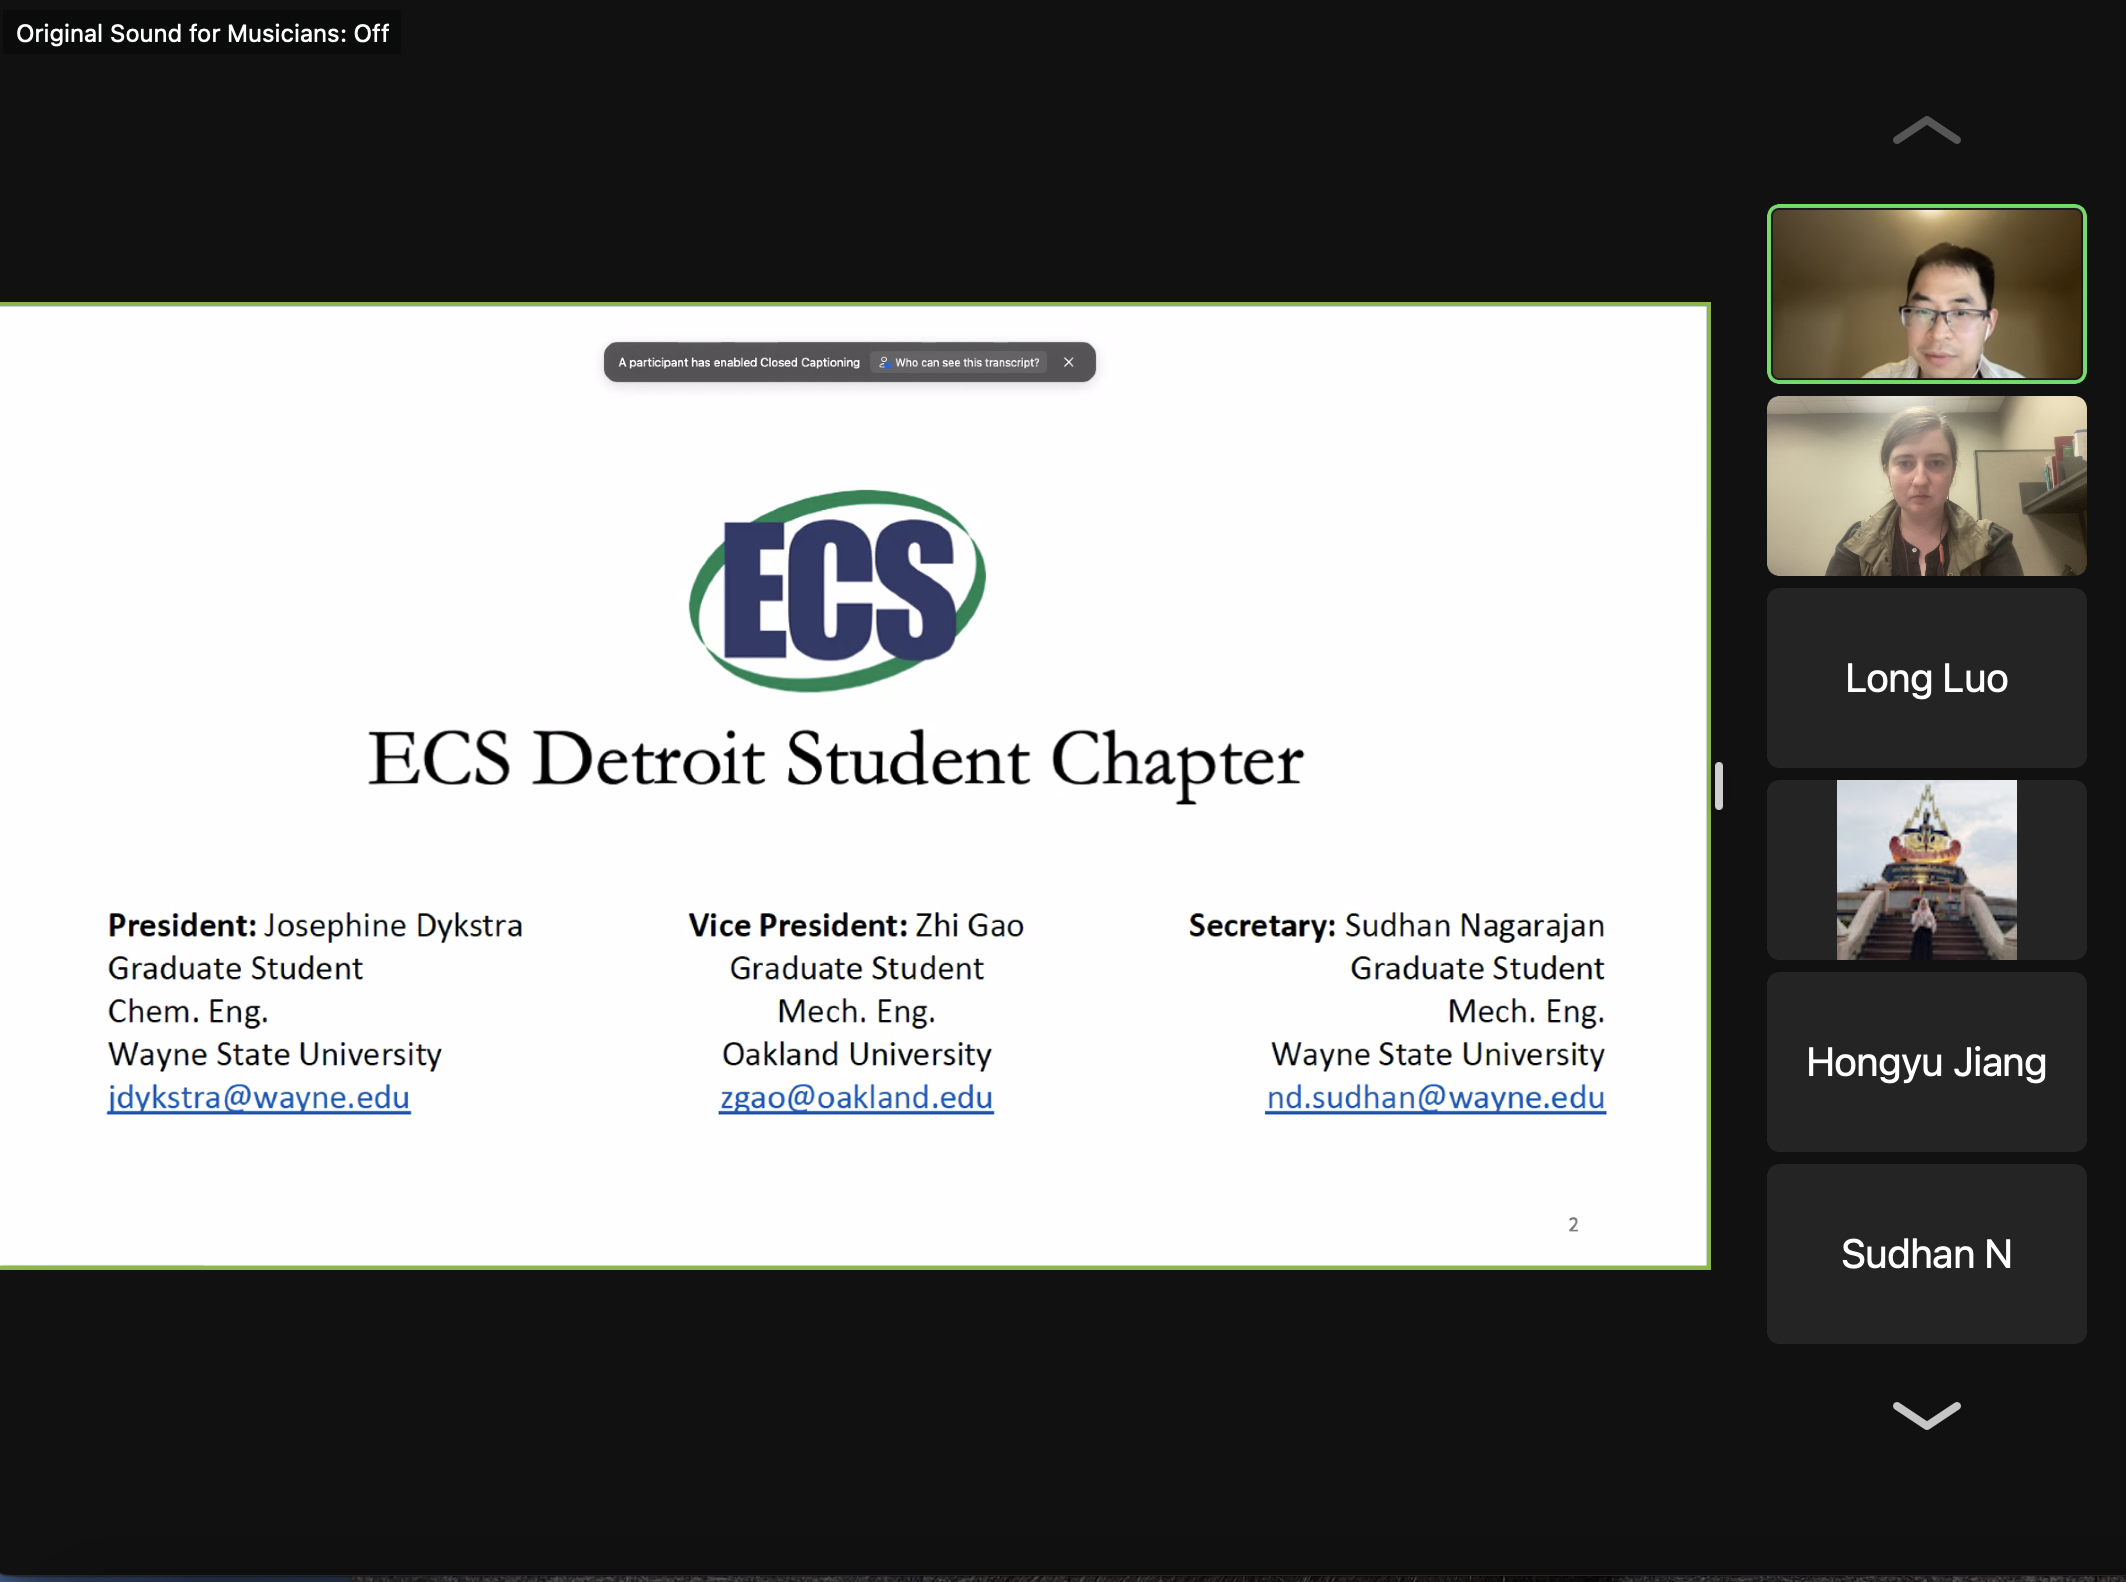 Original Sound for Musicians: Off
A participant has enabled Closed Captioning
Who can see this transcript?
ECS
ECS Detroit Student Chapter
President: Josephine Dykstra
Graduate Student
Chem. Eng.
Wayne State University
jdykstra@wayne.edu
Vice President: Zhi Gao
Graduate Student
Mech. Eng.
Oakland University
zgao@oakland.edu
Secretary: Sudhan Nagarajan
Graduate Student
Mech. Eng.
Wayne State University
nd.sudhan@wayne.edu
2
Long Luo
Hongyu Jiang
Sudhan N